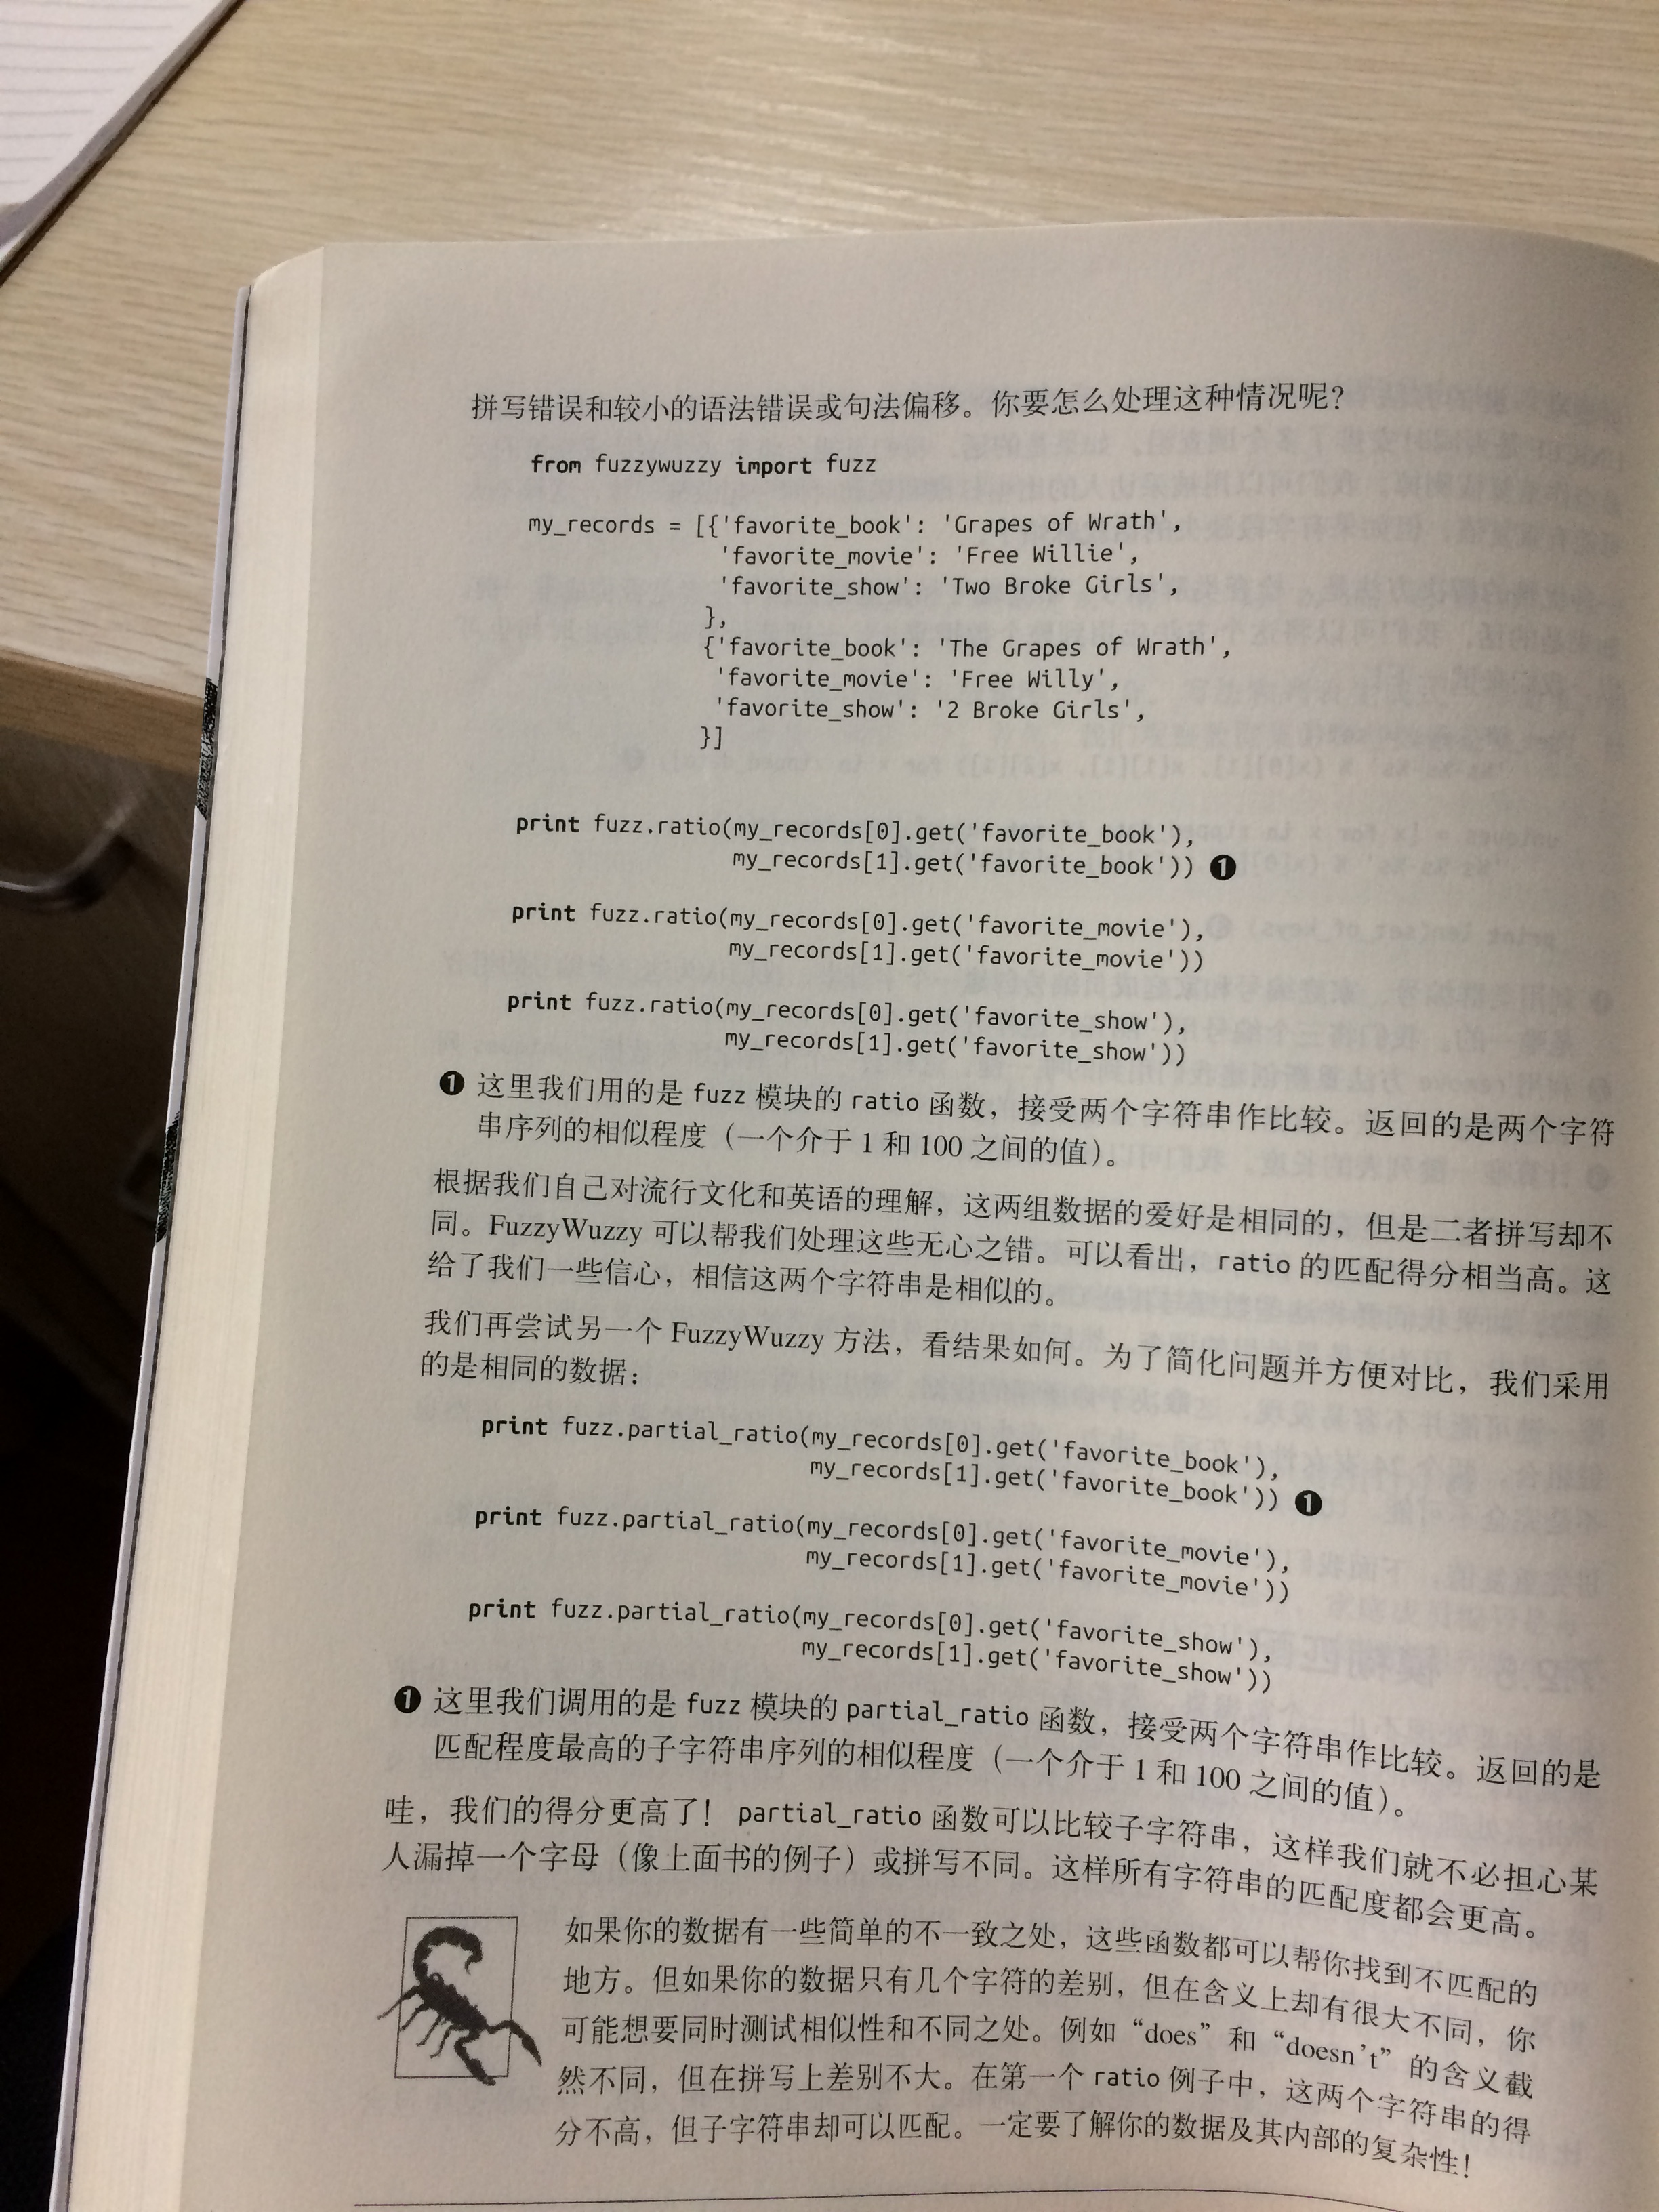 拼写错误和较小的语法错误或句法偏移。你要怎么处理这种情况呢？
from fuzzywuzzy import fuzz
my_records = [{'favorite_book': 'Grapes of Wrath',
'favorite_movie': 'Free Willie',
'favorite_show': 'Two Broke Girls',
},
{'favorite_book': 'The Grapes of Wrath',
'favorite_movie': 'Free Willy',
'favorite_show': '2 Broke Girls',
}]
print fuzz.ratio(my_records[0].get('favorite_book'),
my_records[1].get('favorite_book')) ❶
print fuzz.ratio(my_records[0].get('favorite_movie'),
my_records[1].get('favorite_movie'))
print fuzz.ratio(my_records[0].get('favorite_show'),
my_records[1].get('favorite_show'))
❶ 这里我们用的是 fuzz 模块的 ratio 函数，接受两个字符串作比较。返回的是两个字符
串序列的相似程度（一个介于 1 和 100 之间的值）。
根据我们自己对流行文化和英语的理解，这两组数据的爱好是相同的，但是二者拼写却不
同。FuzzyWuzzy 可以帮我们处理这些无心之错。可以看出，ratio 的匹配得分相当高。这
给了我们一些信心，相信这两个字符串是相似的。
我们再尝试另一个 FuzzyWuzzy 方法，看结果如何。为了简化问题并方便对比，我们采用
的是相同的数据：
print fuzz.partial_ratio(my_records[0].get('favorite_book'),
my_records[1].get('favorite_book')) ❶
print fuzz.partial_ratio(my_records[0].get('favorite_movie'),
my_records[1].get('favorite_movie'))
print fuzz.partial_ratio(my_records[0].get('favorite_show'),
my_records[1].get('favorite_show'))
❶ 这里我们调用的是 fuzz 模块的 partial_ratio 函数，接受两个字符串作比较。返回的是
匹配程度最高的子字符串序列的相似程度（一个介于 1 和 100 之间的值）。
哇，我们的得分更高了！partial_ratio 函数可以比较子字符串，这样我们就不必担心某
人漏掉一个字母（像上面书的例子）或拼写不同。这样所有字符串的匹配度都会更高。
如果你的数据有一些简单的不一致之处，这些函数都可以帮你找到不匹配的
地方。但如果你的数据只有几个字符的差别，但在含义上却有很大不同，你
可能想要同时测试相似性和不同之处。例如“does”和“doesn't”的含义截
然不同，但在拼写上差别不大。在第一个 ratio 例子中，这两个字符串的得
分不高，但子字符串却可以匹配。一定要了解你的数据及其内部的复杂性！